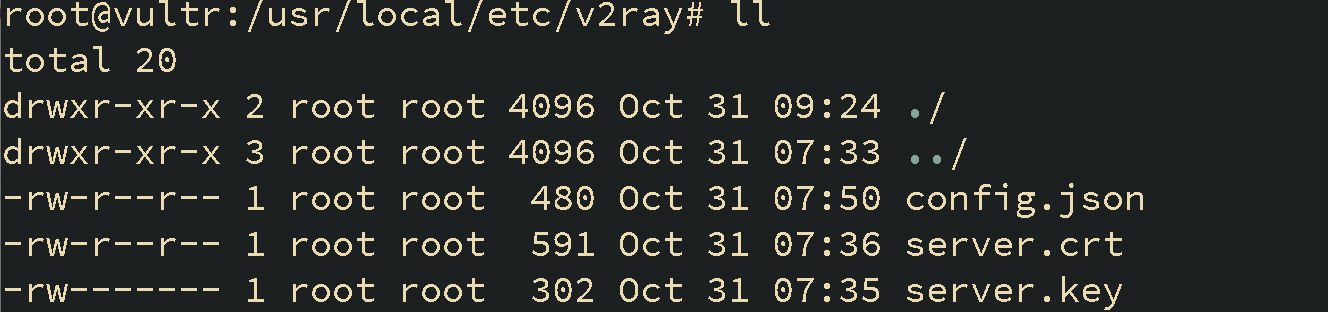 root@vultr:/usr/local/etc/v2ray# ll
total 20
drwxr-xr-x 2 root root 4096 Oct 31 09:24 ./
drwxr-xr-x 3 root root 4096 Oct 31 07:33 ../
-rw-r--r-- 1 root root  480 Oct 31 07:50 config.json
-rw-r--r-- 1 root root  591 Oct 31 07:36 server.crt
-rw------- 1 root root  302 Oct 31 07:35 server.key